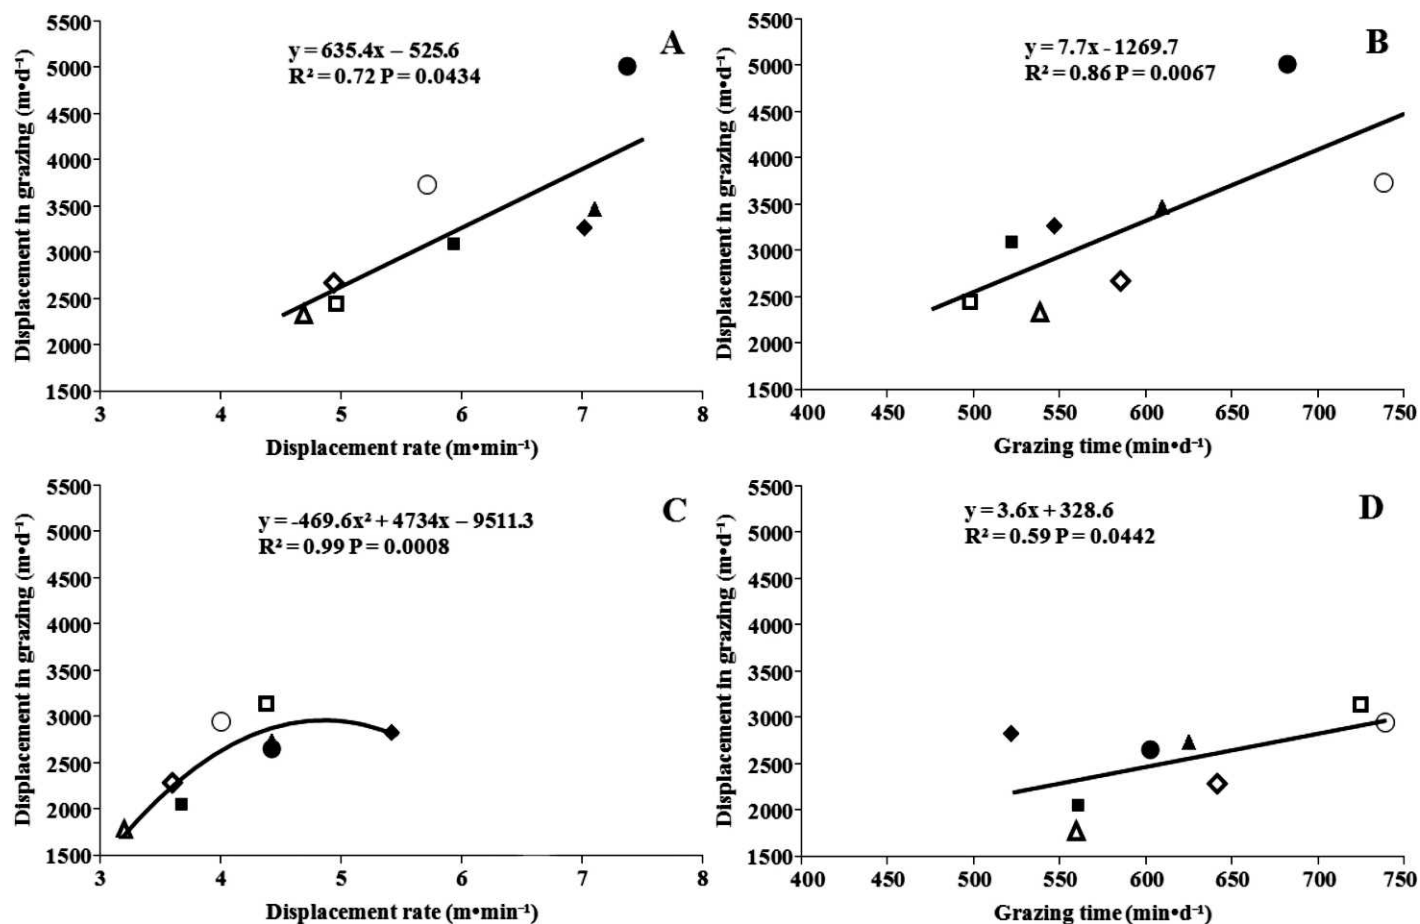 A
y = 635.4x – 525.6
R² = 0.72 P = 0.0434
Displacement in grazing (m•d⁻¹)
5500
5000
4500
4000
3500
3000
2500
2000
1500
3 4 5 6 7 8
Displacement rate (m•min⁻¹)
B
y = 7.7x - 1269.7
R² = 0.86 P = 0.0067
Displacement in grazing (m•d⁻¹)
5500
5000
4500
4000
3500
3000
2500
2000
1500
400 450 500 550 600 650 700 750
Grazing time (min•d⁻¹)
C
y = -469.6x² + 4734x – 9511.3
R² = 0.99 P = 0.0008
Displacement in grazing (m•d⁻¹)
5500
5000
4500
4000
3500
3000
2500
2000
1500
3 4 5 6 7 8
Displacement rate (m•min⁻¹)
D
y = 3.6x + 328.6
R² = 0.59 P = 0.0442
Displacement in grazing (m•d⁻¹)
5500
5000
4500
4000
3500
3000
2500
2000
1500
400 450 500 550 600 650 700 750
Grazing time (min•d⁻¹)